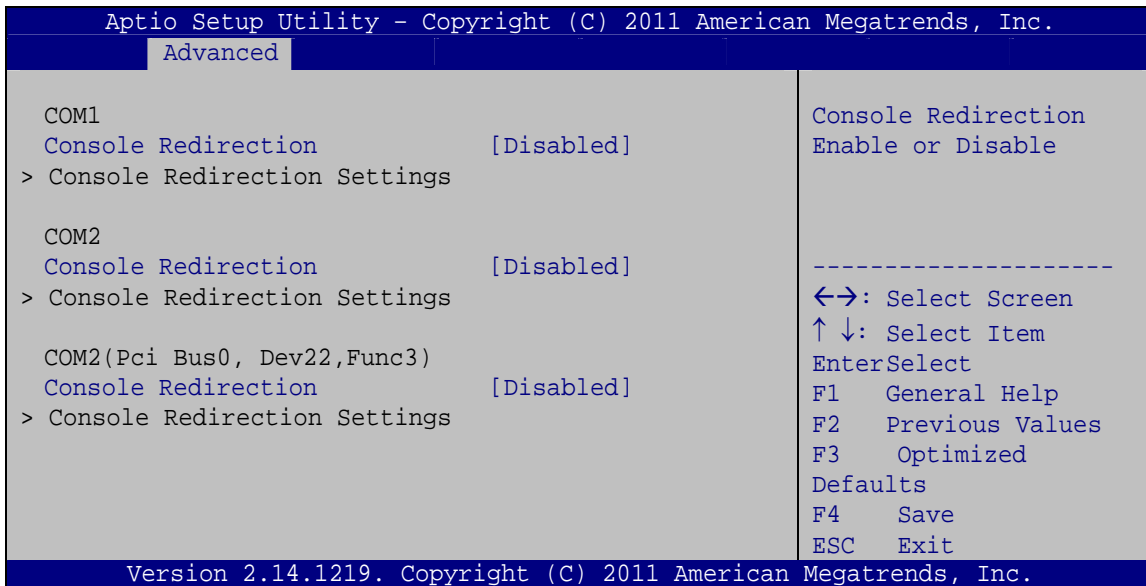 Aptio Setup Utility – Copyright (C) 2011 American Megatrends, Inc.
Advanced
COM1
Console Redirection [Disabled]
> Console Redirection Settings
COM2
Console Redirection [Disabled]
> Console Redirection Settings
COM2(Pci Bus0, Dev22,Func3)
Console Redirection [Disabled]
> Console Redirection Settings
Console Redirection
Enable or Disable
---------------------
←→: Select Screen
↑ ↓: Select Item
EnterSelect
F1 General Help
F2 Previous Values
F3 Optimized
Defaults
F4 Save
ESC Exit
Version 2.14.1219. Copyright (C) 2011 American Megatrends, Inc.